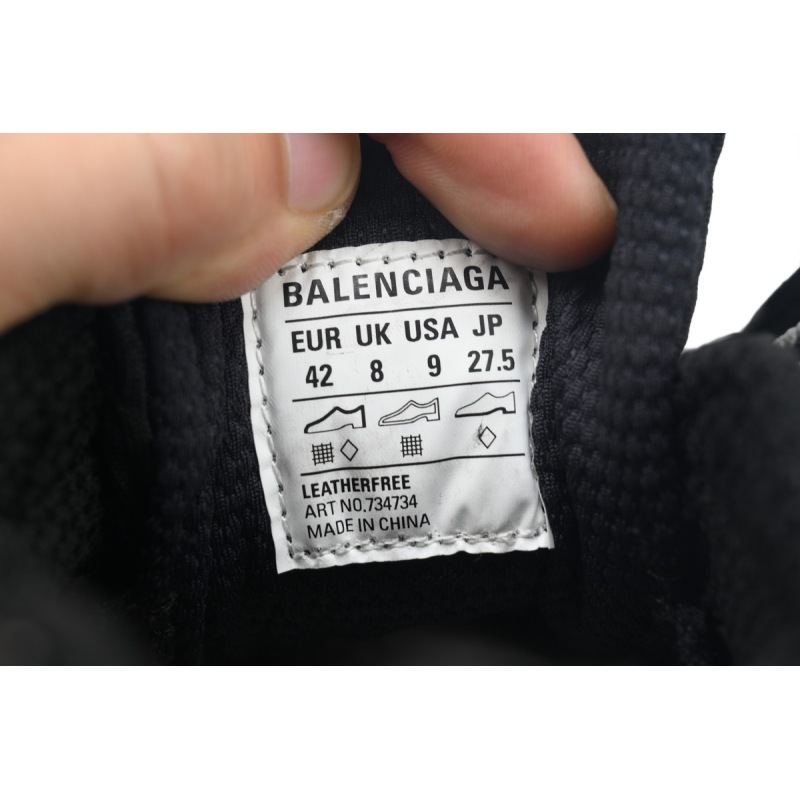 BALENCIAGA
EUR UK USA JP
42 8 9 27.5
LEATHERFREE
ART NO.734734
MADE IN CHINA